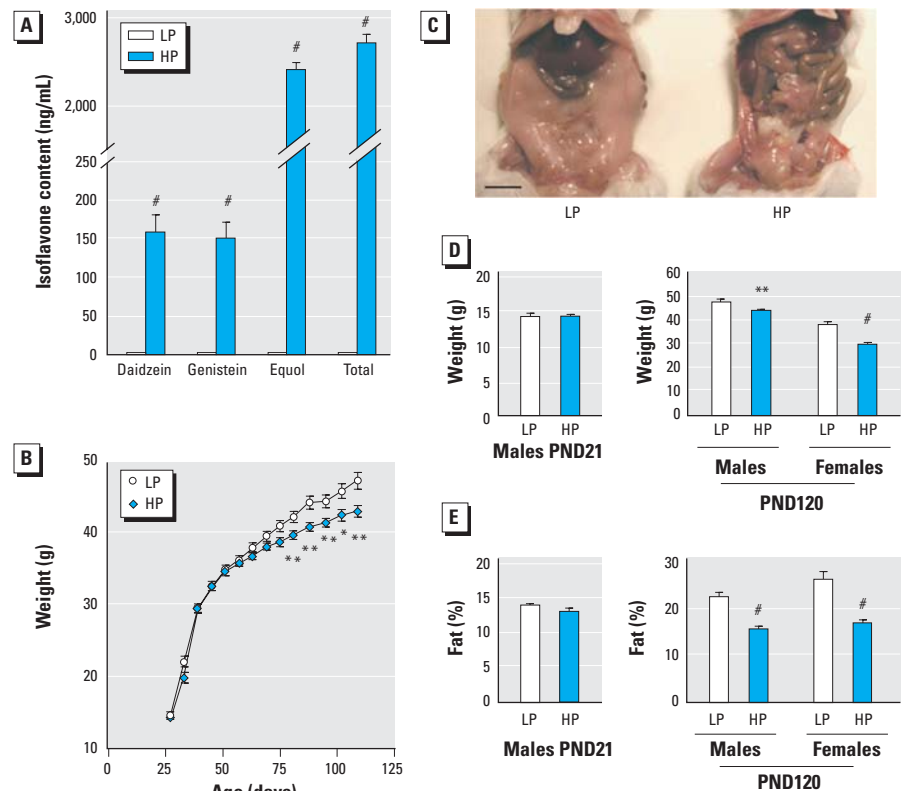 A
Isoflavone content (ng/mL)
3,000
2,000
250
200
150
100
50
0
LP
HP
#
#
#
#
Daidzein Genistein Equol Total
B
Weight (g)
50
40
30
20
10
LP
HP
** ** ** * **
0 25 50 75 100 125
Age (days)
C
LP HP
D
Weight (g)
20
15
10
5
0
LP HP
Males PND21
Weight (g)
60
50
40
30
20
10
0
**
#
LP HP LP HP
Males Females
PND120
E
Fat (%)
20
15
10
5
0
LP HP
Males PND21
Fat (%)
30
20
10
0
#
#
LP HP LP HP
Males Females
PND120